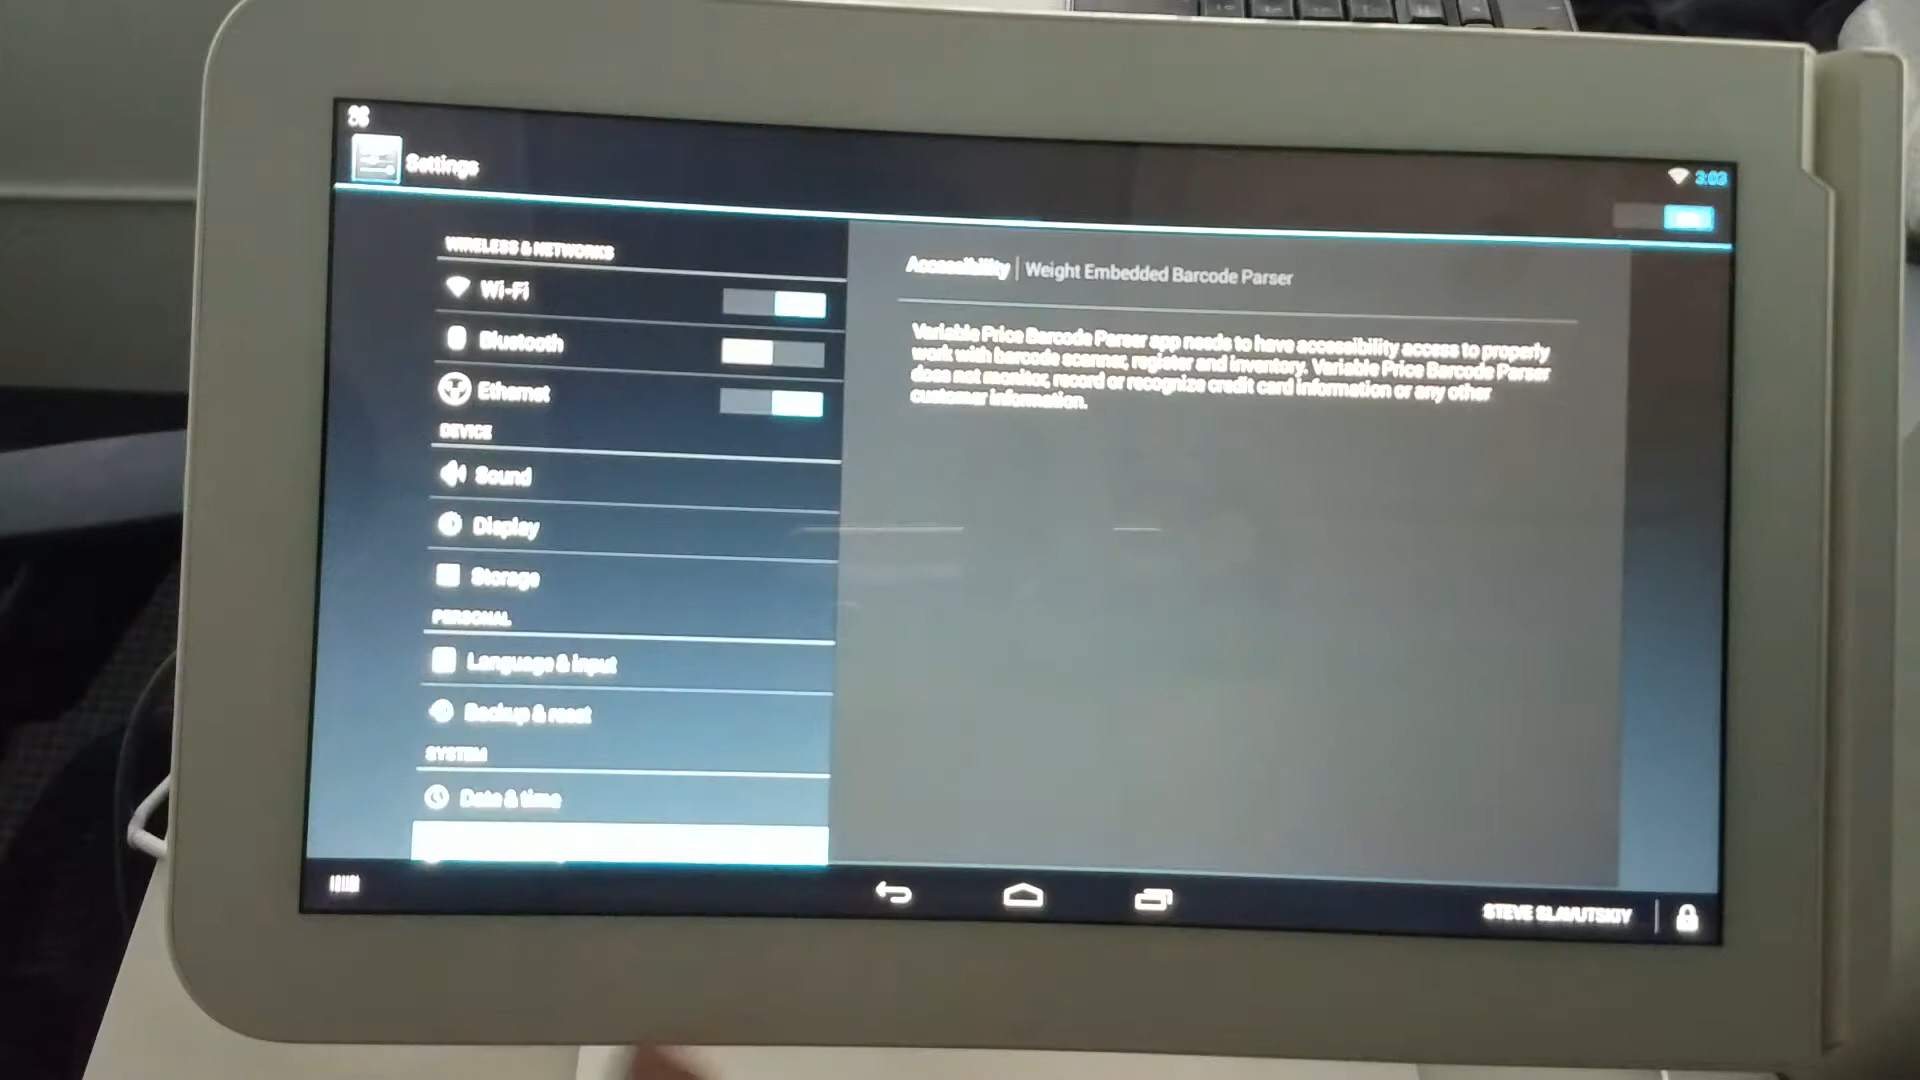 Settings
3:03
WIRELESS & NETWORKS
Wi-Fi
Bluetooth
Ethernet
DEVICE
Sound
Display
Storage
PERSONAL
Language & input
Backup & reset
SYSTEM
Date & time
Accessibility | Weight Embedded Barcode Parser
Variable Price Barcode Parser app needs to have accessibility access to properly
work with barcode scanner, register and inventory. Variable Price Barcode Parser
does not monitor, record or recognize credit card information or any other
customer information.
STEVE SLAVUTSKIY